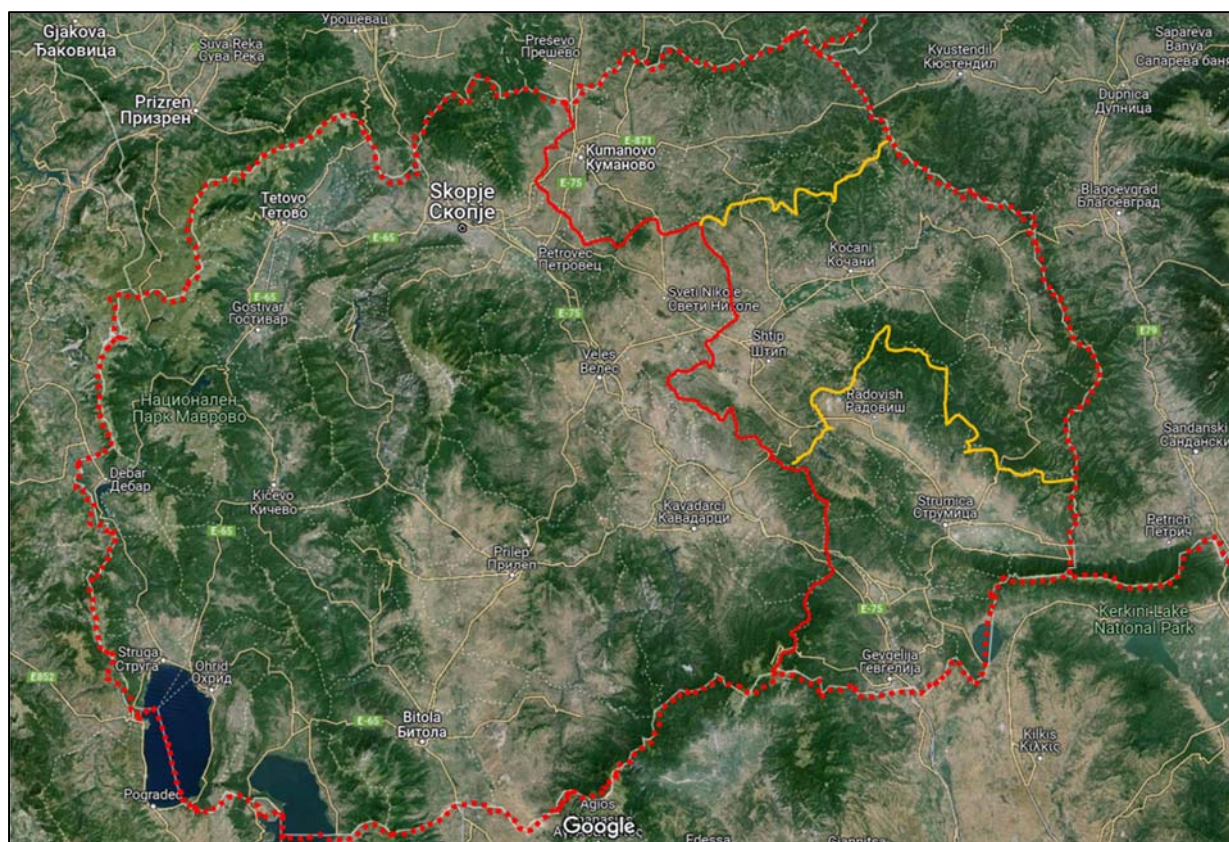 Gjakova
Ђаковица
Suva Reka
Сува Река
Урошевац
Preševo
Прешево
Kyustendil
Кюстендил
Sapareva
Banya
Сапарева баня
Dupnica
Дупница
Prizren
Призрен
E-871
Kumanovo
Куманово
E-75
Tetovo
Тетово
Skopje
Скопје
Blagoevgrad
Благоевград
E-65
Petrovec
Петровец
Kočani
Кочани
E-65
Gostivar
Гостивар
E-75
Sveti Nikole
Свети Николе
E79
Shtip
Штип
Veles
Велес
Национален
Парк Маврово
Radovish
Радовиш
Sandanski
Сандански
Debar
Дебар
Kičevo
Кичево
Kavadarci
Кавадарци
Strumica
Струмица
E-65
Petrich
Петрич
Prilep
Прилеп
E-75
Kerkini Lake
National Park
Struga
Струга
Ohrid
Охрид
Gevgelija
Гевгелија
E852
E-65
Bitola
Битола
Kilkis
Κιλκίς
Pogradec
Agios
Google
Edessa
Giannitsa